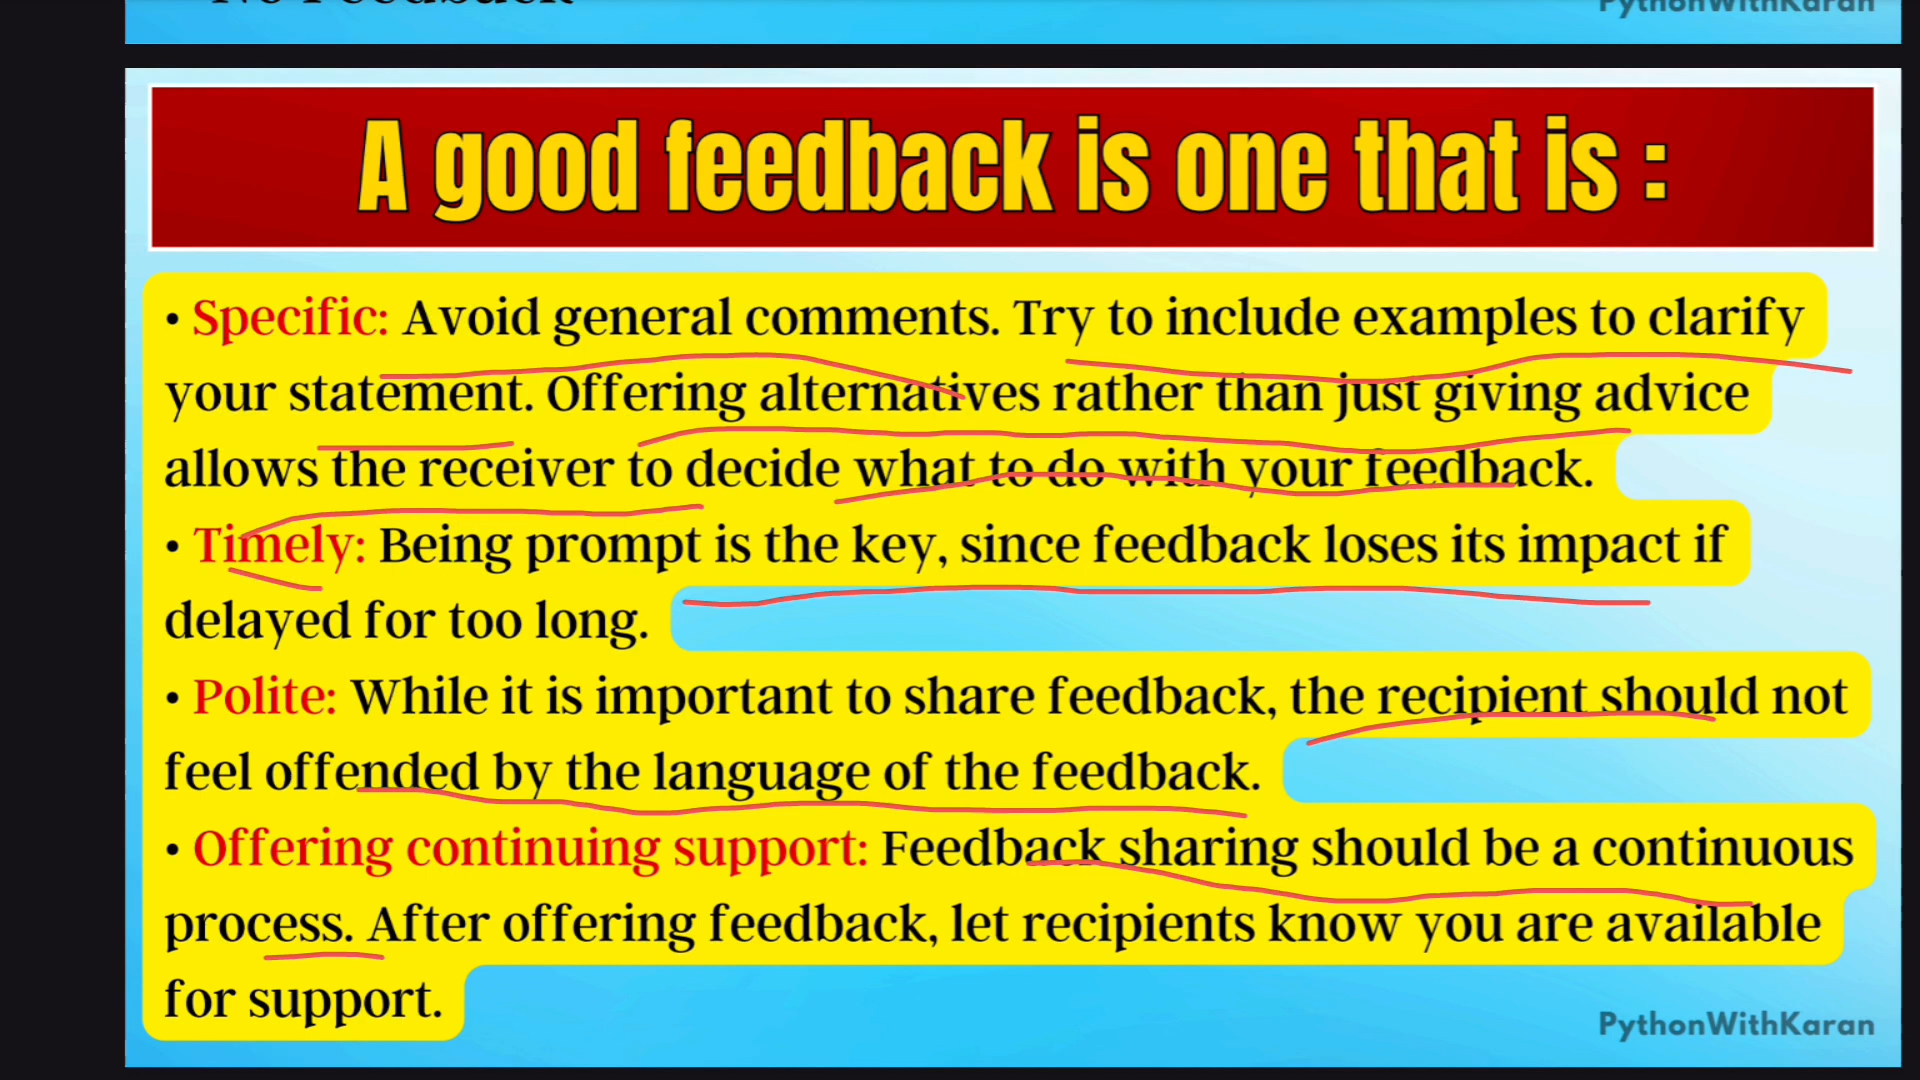 No Feedback
PythonWithKaran
A good feedback is one that is :
• Specific: Avoid general comments. Try to include examples to clarify
your statement. Offering alternatives rather than just giving advice
allows the receiver to decide what to do with your feedback.
• Timely: Being prompt is the key, since feedback loses its impact if
delayed for too long.
• Polite: While it is important to share feedback, the recipient should not
feel offended by the language of the feedback.
• Offering continuing support: Feedback sharing should be a continuous
process. After offering feedback, let recipients know you are available
for support.
PythonWithKaran